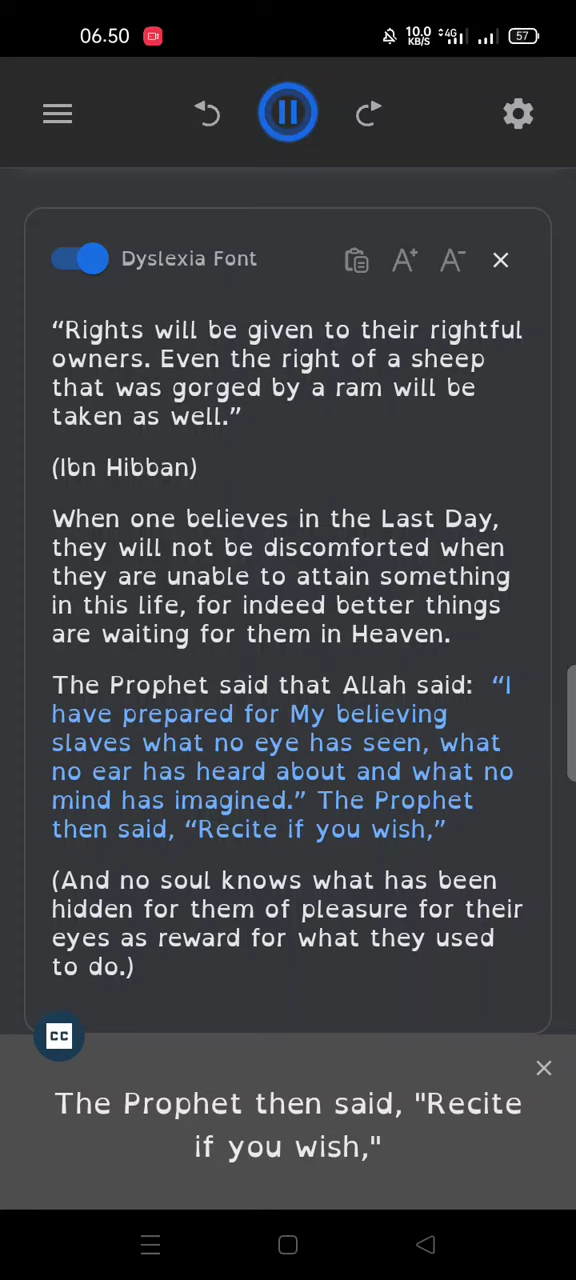 06.50
10.0
KB/S
4G
57
Dyslexia Font
A+
A-
“Rights will be given to their rightful
owners. Even the right of a sheep
that was gorged by a ram will be
taken as well.”
(Ibn Hibban)
When one believes in the Last Day,
they will not be discomforted when
they are unable to attain something
in this life, for indeed better things
are waiting for them in Heaven.
The Prophet said that Allah said: “I
have prepared for My believing
slaves what no eye has seen, what
no ear has heard about and what no
mind has imagined.” The Prophet
then said, “Recite if you wish,”
(And no soul knows what has been
hidden for them of pleasure for their
eyes as reward for what they used
to do.)
CC
The Prophet then said, "Recite
if you wish,"